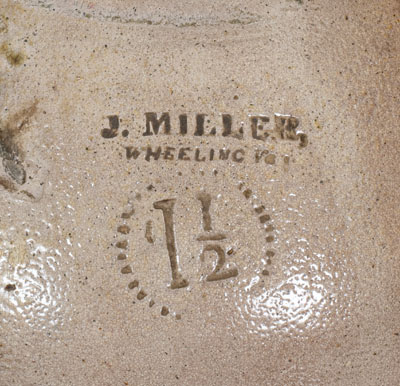 J. MILLER,
WHEELING Va
1 1/2